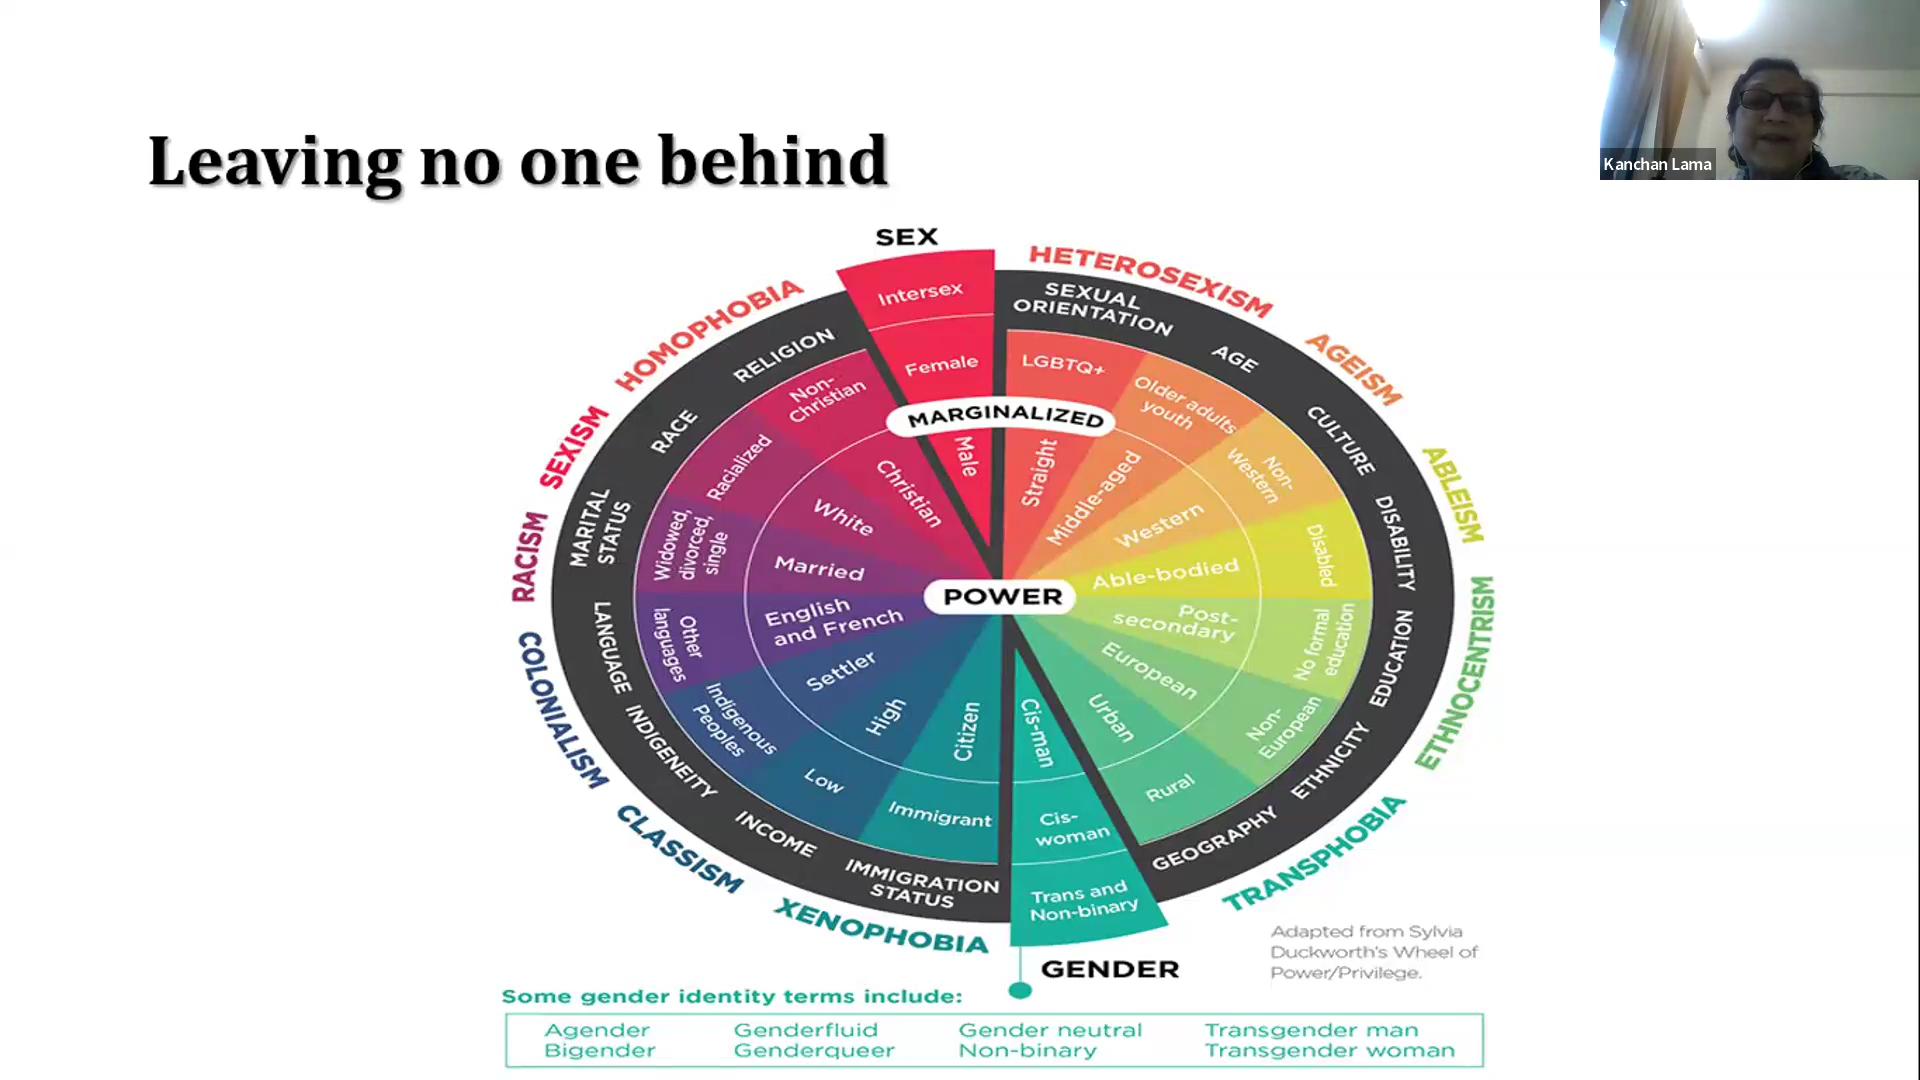 Leaving no one behind
Kanchan Lama
SEX
Intersex
Female
MARGINALIZED
Male
POWER
HETEROSEXISM
AGEISM
ABLEISM
ETHNOCENTRISM
TRANSPHOBIA
XENOPHOBIA
CLASSISM
COLONIALISM
RACISM
SEXISM
HOMOPHOBIA
SEXUAL
ORIENTATION
LGBTQ+
Straight
AGE
Older adults
youth
Middle-aged
CULTURE
Non-
Western
Western
DISABILITY
Disabled
Able-bodied
EDUCATION
No formal
education
Post-
secondary
ETHNICITY
Non-
European
European
GEOGRAPHY
Rural
Urban
GENDER
Trans and
Non-binary
Cis-
woman
Cis-man
IMMIGRATION
STATUS
Immigrant
Citizen
INCOME
Low
High
INDIGENEITY
Indigenous
Peoples
Settler
LANGUAGE
Other
languages
English
and French
MARITAL
STATUS
Widowed,
divorced,
single
Married
RACE
Racialized
White
RELIGION
Non-
Christian
Christian
Adapted from Sylvia
Duckworth's Wheel of
Power/Privilege.
Some gender identity terms include:
Agender Genderfluid Gender neutral Transgender man
Bigender Genderqueer Non-binary Transgender woman